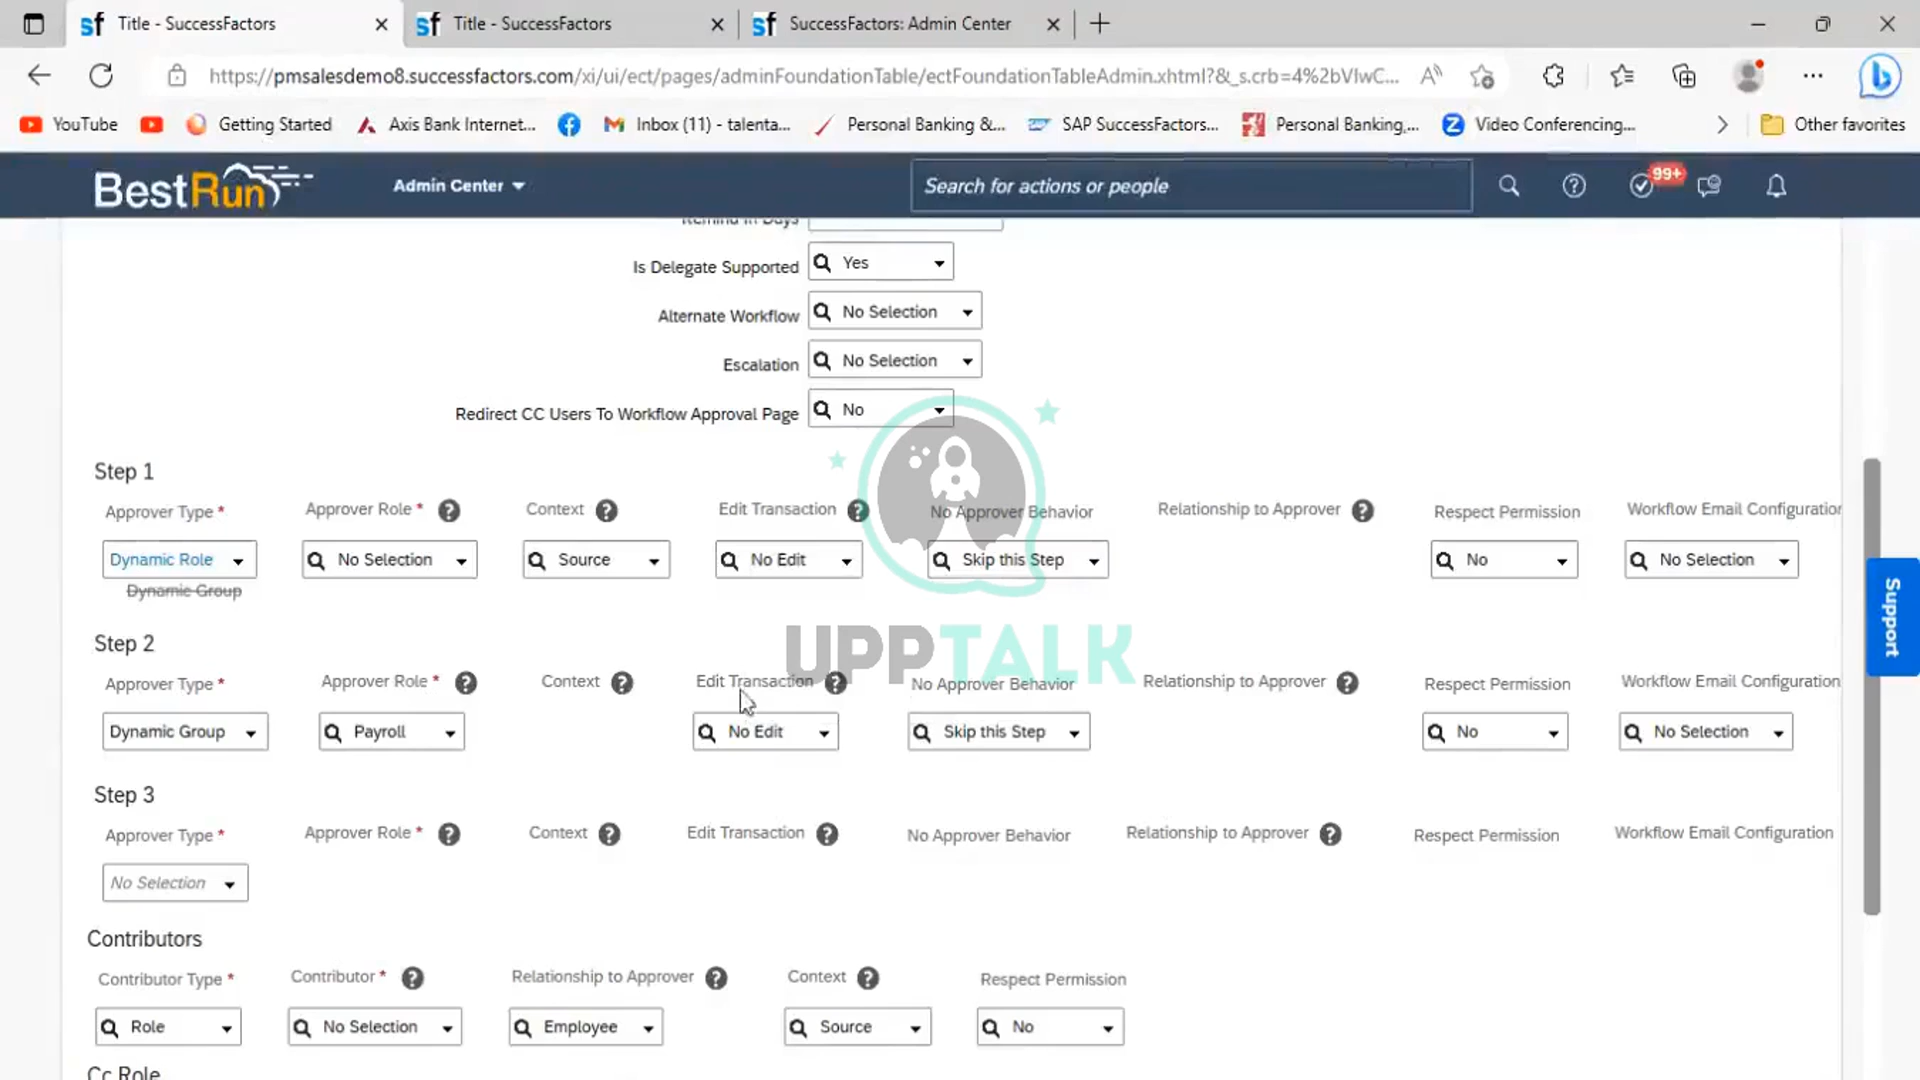 Title - SuccessFactors
Title - SuccessFactors
SuccessFactors: Admin Center
https://pmsalesdemo8.successfactors.com/xi/ui/ect/pages/adminFoundationTable/ectFoundationTableAdmin.xhtml?&_s.crb=4%2bVIwC...
YouTube
Getting Started
Axis Bank Internet...
Inbox (11) - talenta...
Personal Banking &...
SAP SuccessFactors...
Personal Banking,...
Video Conferencing,...
Other favorites
BestRun
Admin Center
Search for actions or people
99+
Remind In Days
Is Delegate Supported Yes
Alternate Workflow No Selection
Escalation No Selection
Redirect CC Users To Workflow Approval Page No
Step 1
Approver Type * Approver Role * Context Edit Transaction No Approver Behavior Relationship to Approver Respect Permission Workflow Email Configuration
Dynamic Role No Selection Source No Edit Skip this Step No No Selection
Dynamic Group
UPPTALK
Step 2
Approver Type * Approver Role * Context Edit Transaction No Approver Behavior Relationship to Approver Respect Permission Workflow Email Configuration
Dynamic Group Payroll No Edit Skip this Step No No Selection
Step 3
Approver Type * Approver Role * Context Edit Transaction No Approver Behavior Relationship to Approver Respect Permission Workflow Email Configuration
No Selection
Contributors
Contributor Type * Contributor * Relationship to Approver Context Respect Permission
Role No Selection Employee Source No
Cc Role
Support